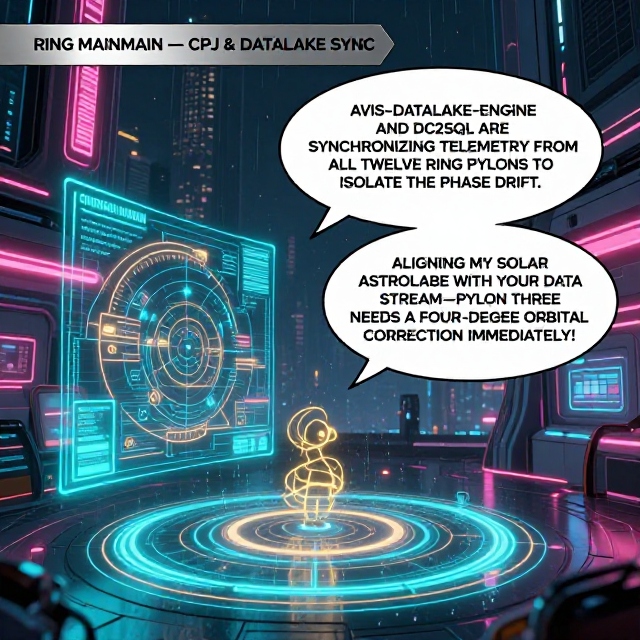 RING MAINMAIN — CPJ & DATALAKE SYNC
AVIS-DATALAKE-ENGINE
AND DC2SQL ARE
SYNCHRONIZING TELEMETRY FROM
ALL TWELVE RING PYLONS TO
ISOLATE THE PHASE DRIFT.
ALIGNING MY SOLAR
ASTROLABE WITH YOUR DATA
STREAM—PYLON THREE
NEEDS A FOUR-DEGREE ORBITAL
CORRECTION IMMEDIATELY!